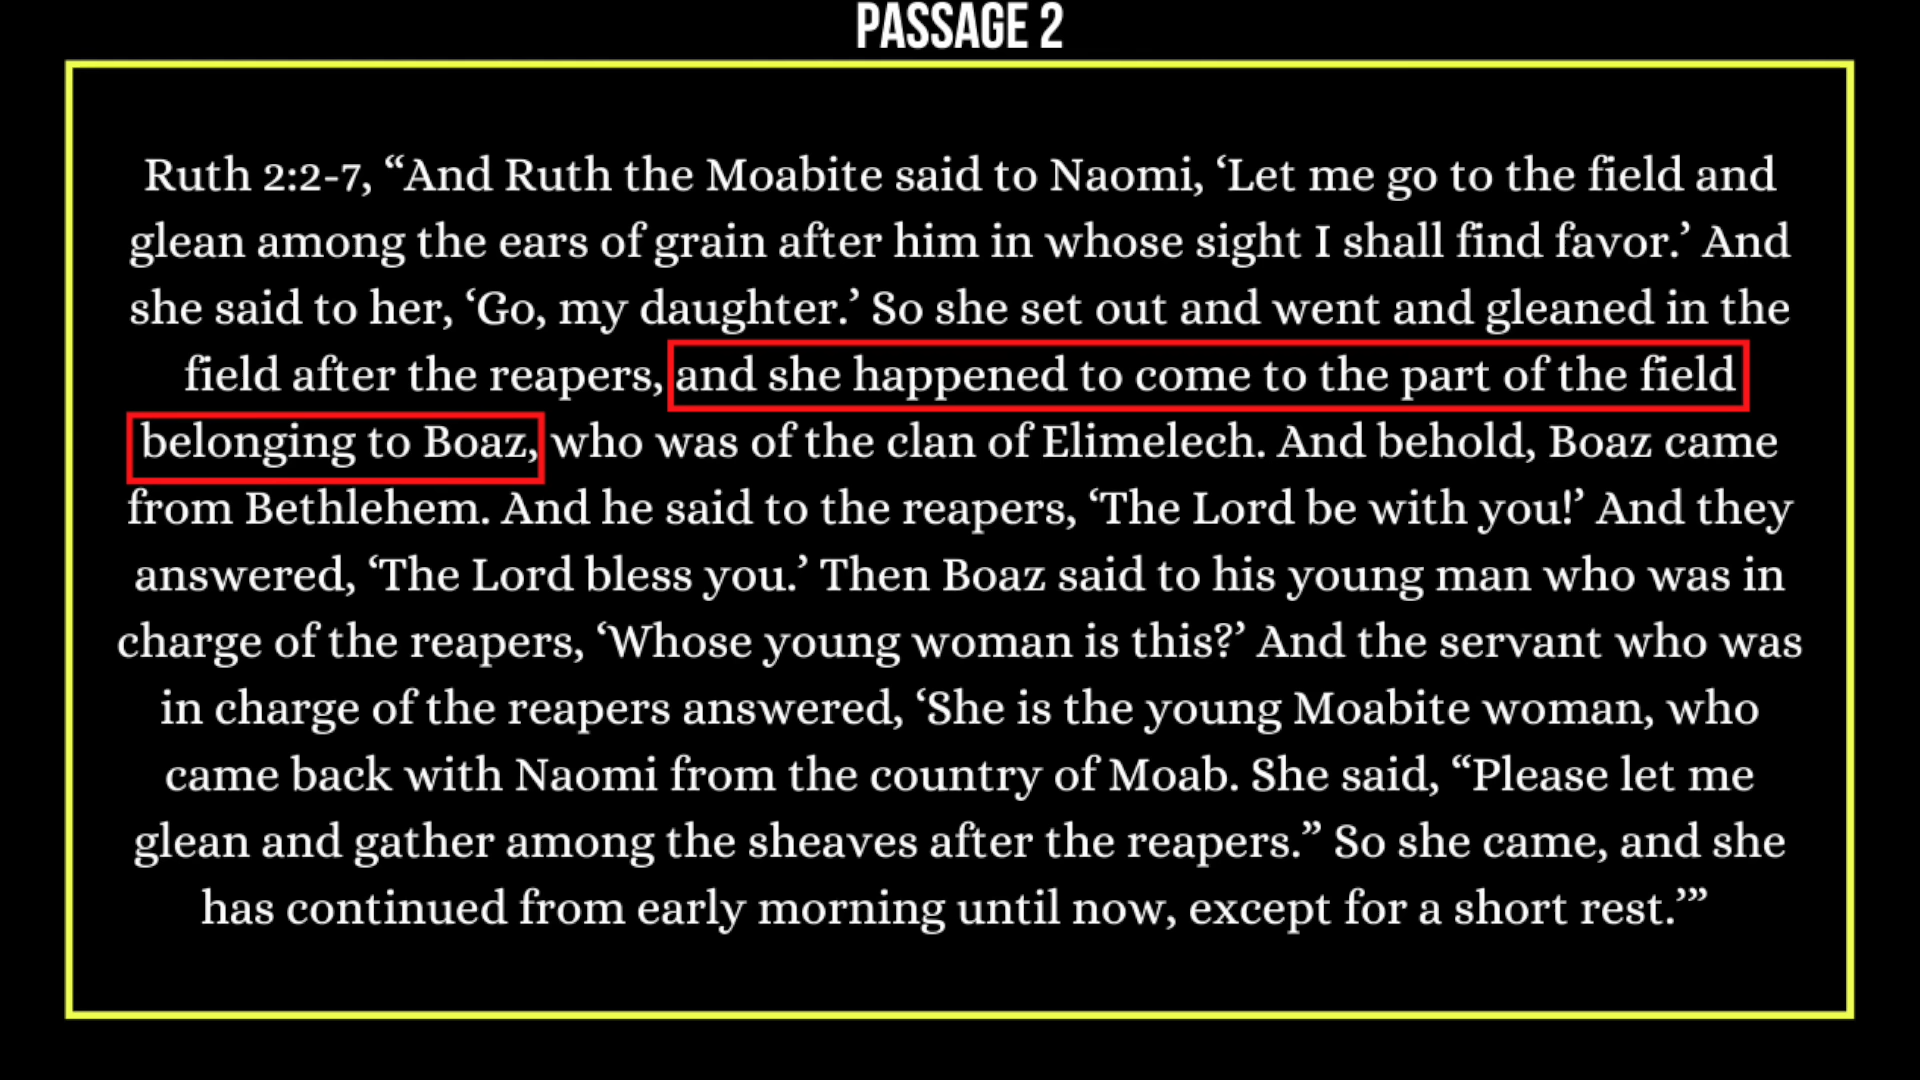 PASSAGE 2
Ruth 2:2-7, “And Ruth the Moabite said to Naomi, ‘Let me go to the field and
glean among the ears of grain after him in whose sight I shall find favor.’ And
she said to her, ‘Go, my daughter.’ So she set out and went and gleaned in the
field after the reapers, and she happened to come to the part of the field
belonging to Boaz, who was of the clan of Elimelech. And behold, Boaz came
from Bethlehem. And he said to the reapers, ‘The Lord be with you!’ And they
answered, ‘The Lord bless you.’ Then Boaz said to his young man who was in
charge of the reapers, ‘Whose young woman is this?’ And the servant who was
in charge of the reapers answered, ‘She is the young Moabite woman, who
came back with Naomi from the country of Moab. She said, “Please let me
glean and gather among the sheaves after the reapers.” So she came, and she
has continued from early morning until now, except for a short rest.’”